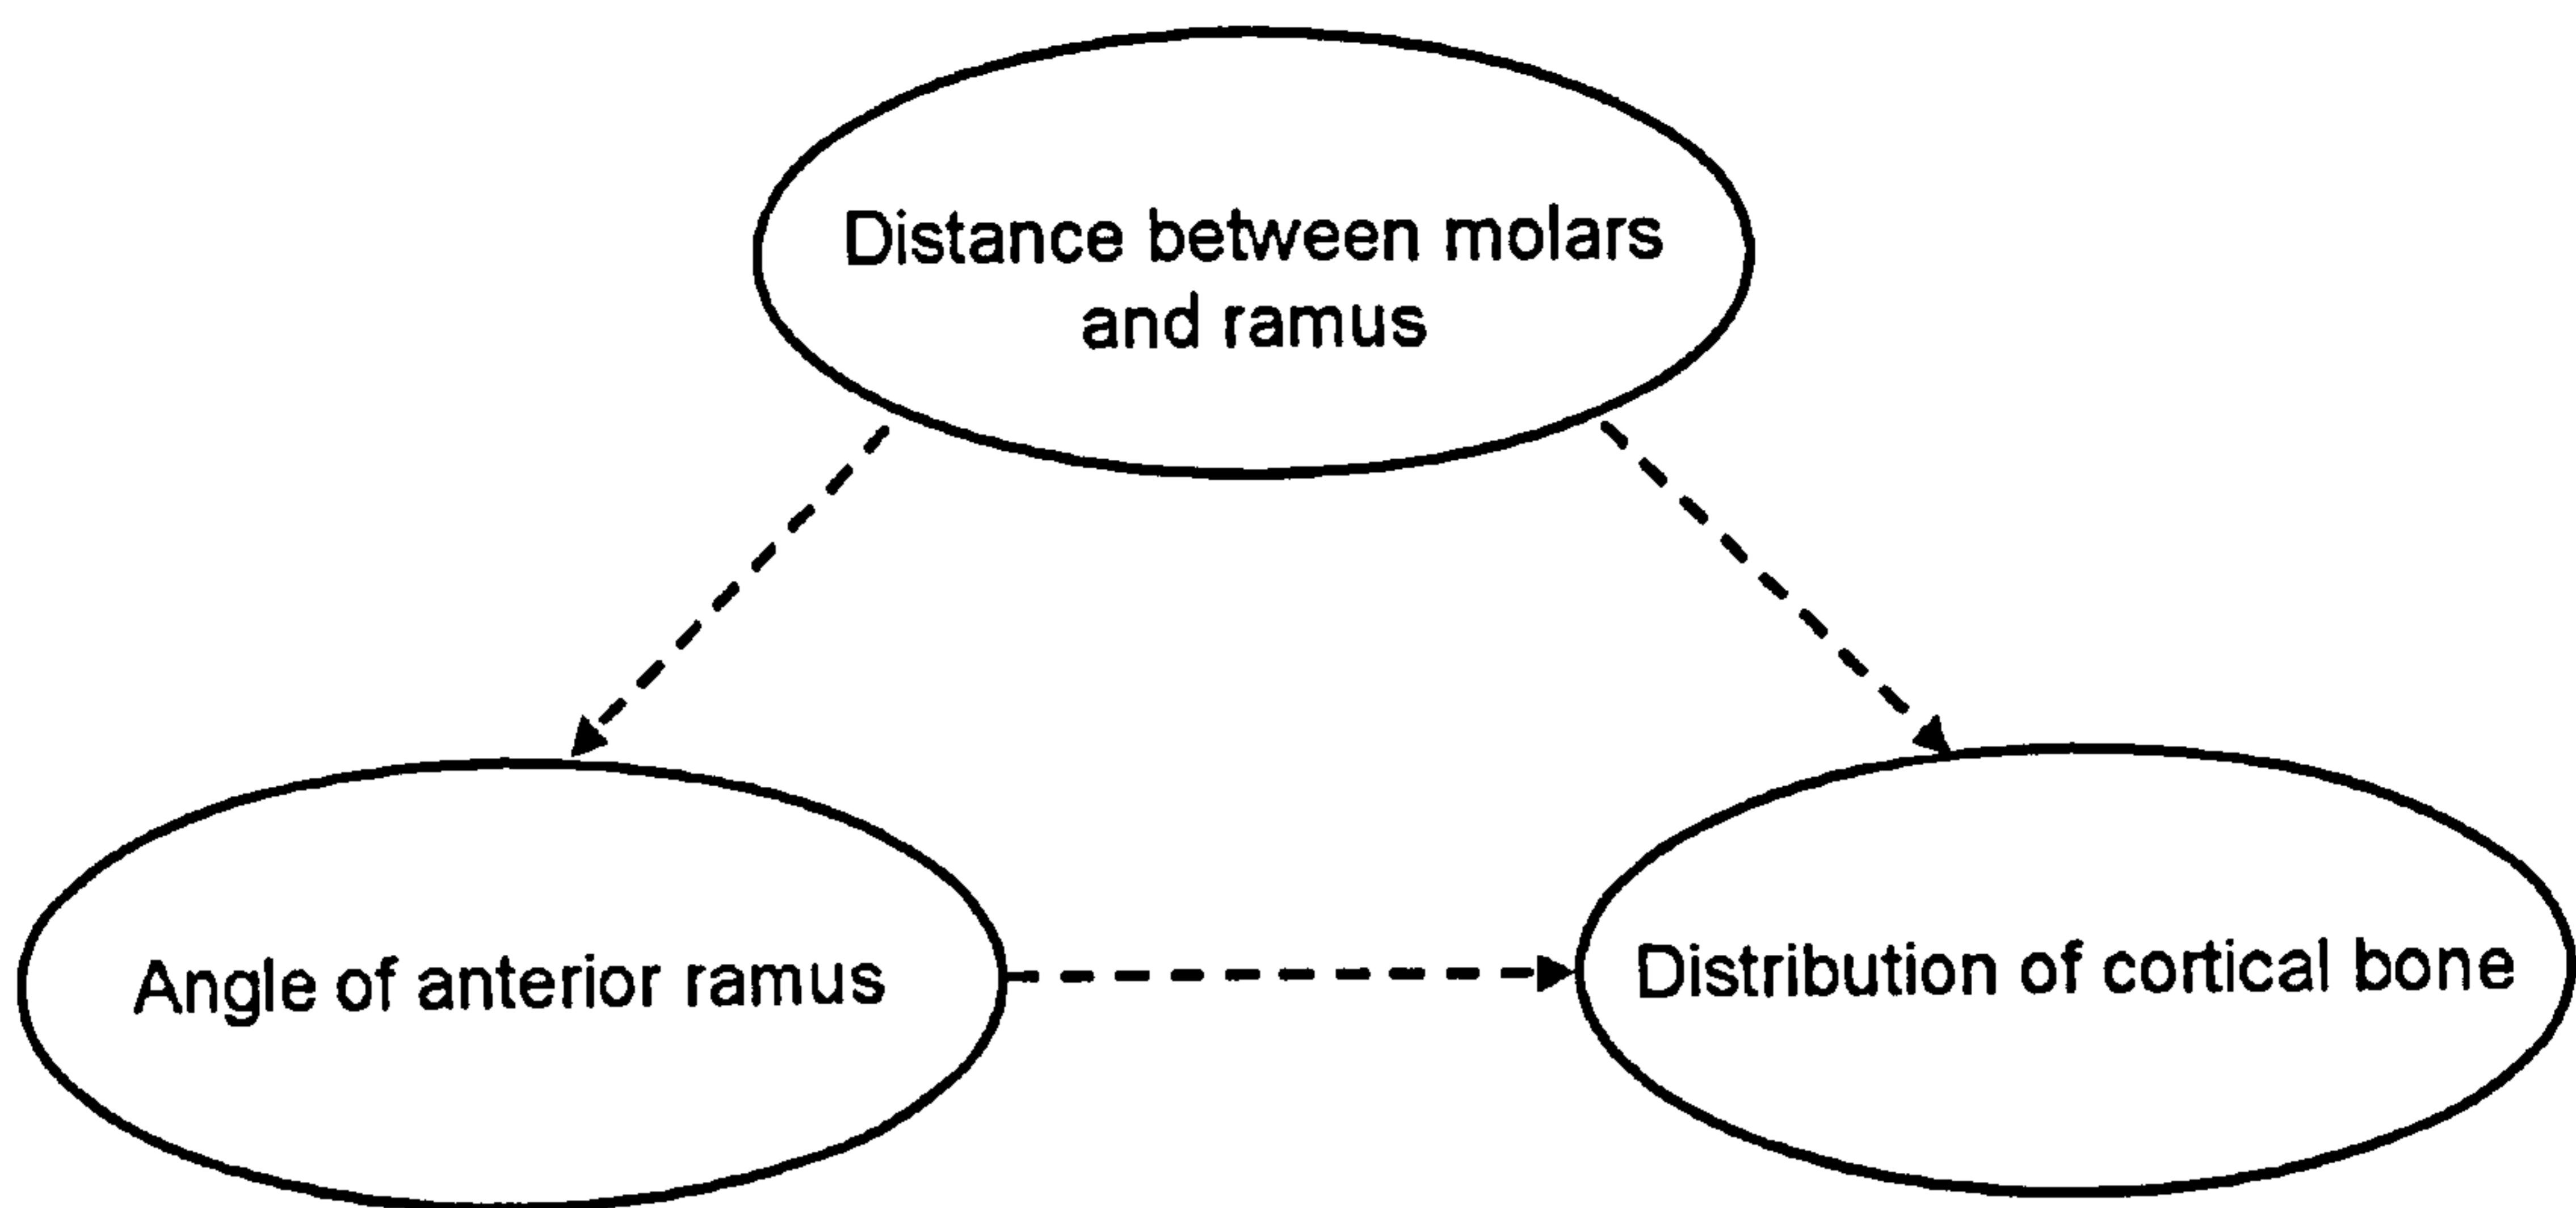 Distance between molars
and ramus
Angle of anterior ramus
Distribution of cortical bone